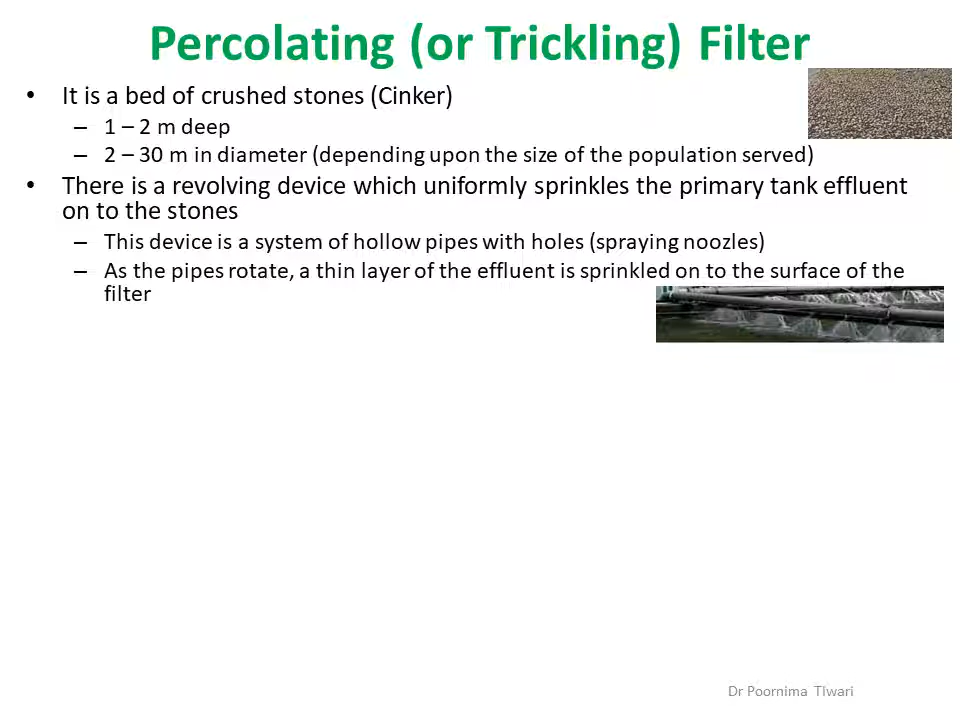 Percolating (or Trickling) Filter
• It is a bed of crushed stones (Cinker)
– 1 – 2 m deep
– 2 – 30 m in diameter (depending upon the size of the population served)
• There is a revolving device which uniformly sprinkles the primary tank effluent
on to the stones
– This device is a system of hollow pipes with holes (spraying noozles)
– As the pipes rotate, a thin layer of the effluent is sprinkled on to the surface of the
filter
Dr Poornima TIwari